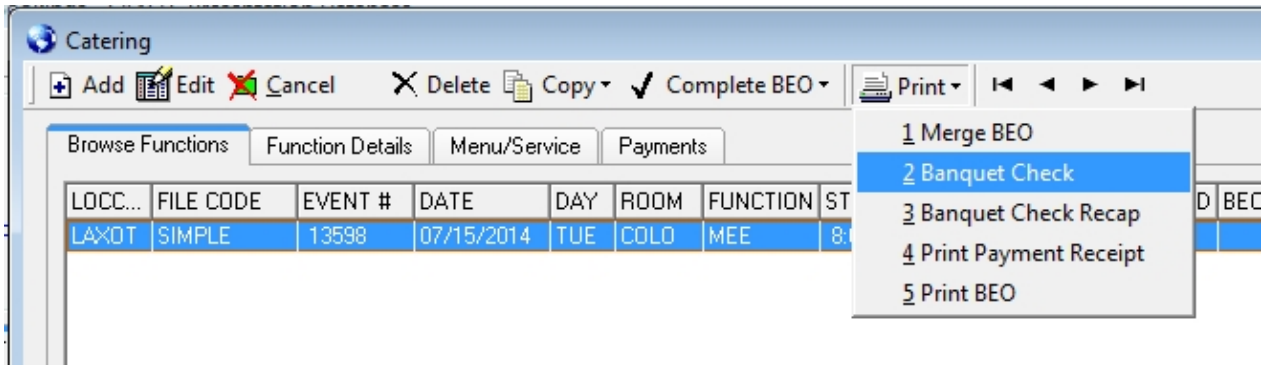 Catering
Add Edit Cancel Delete Copy Complete BEO Print
1 Merge BEO
2 Banquet Check
3 Banquet Check Recap
4 Print Payment Receipt
5 Print BEO
Browse Functions Function Details Menu/Service Payments
LOCC... FILE CODE EVENT # DATE DAY ROOM FUNCTION ST D BEO
LAXOT SIMPLE 13598 07/15/2014 TUE COLO MEE 8: